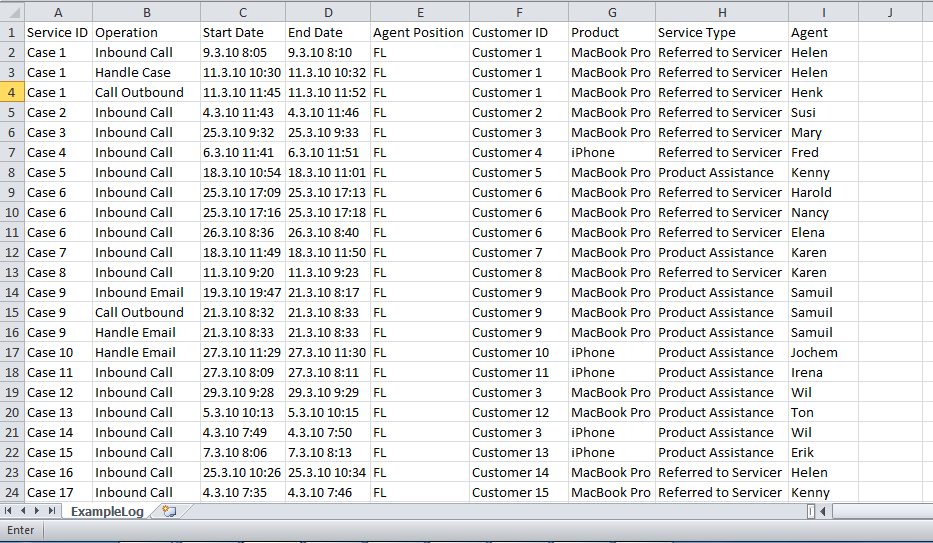 A B C D E F G H I J
1 Service ID Operation Start Date End Date Agent Position Customer ID Product Service Type Agent
2 Case 1 Inbound Call 9.3.10 8:05 9.3.10 8:10 FL Customer 1 MacBook Pro Referred to Servicer Helen
3 Case 1 Handle Case 11.3.10 10:30 11.3.10 10:32 FL Customer 1 MacBook Pro Referred to Servicer Helen
4 Case 1 Call Outbound 11.3.10 11:45 11.3.10 11:52 FL Customer 1 MacBook Pro Referred to Servicer Henk
5 Case 2 Inbound Call 4.3.10 11:43 4.3.10 11:46 FL Customer 2 MacBook Pro Referred to Servicer Susi
6 Case 3 Inbound Call 25.3.10 9:32 25.3.10 9:33 FL Customer 3 MacBook Pro Referred to Servicer Mary
7 Case 4 Inbound Call 6.3.10 11:41 6.3.10 11:51 FL Customer 4 iPhone Referred to Servicer Fred
8 Case 5 Inbound Call 18.3.10 10:54 18.3.10 11:01 FL Customer 5 MacBook Pro Product Assistance Kenny
9 Case 6 Inbound Call 25.3.10 17:09 25.3.10 17:13 FL Customer 6 MacBook Pro Referred to Servicer Harold
10 Case 6 Inbound Call 25.3.10 17:16 25.3.10 17:18 FL Customer 6 MacBook Pro Referred to Servicer Nancy
11 Case 6 Inbound Call 26.3.10 8:36 26.3.10 8:40 FL Customer 6 MacBook Pro Referred to Servicer Elena
12 Case 7 Inbound Call 18.3.10 11:49 18.3.10 11:50 FL Customer 7 MacBook Pro Product Assistance Karen
13 Case 8 Inbound Call 11.3.10 9:20 11.3.10 9:23 FL Customer 8 MacBook Pro Referred to Servicer Karen
14 Case 9 Inbound Email 19.3.10 19:47 21.3.10 8:17 FL Customer 9 MacBook Pro Product Assistance Samuil
15 Case 9 Call Outbound 21.3.10 8:32 21.3.10 8:33 FL Customer 9 MacBook Pro Product Assistance Samuil
16 Case 9 Handle Email 21.3.10 8:33 21.3.10 8:33 FL Customer 9 MacBook Pro Product Assistance Samuil
17 Case 10 Handle Email 27.3.10 11:29 27.3.10 11:30 FL Customer 10 iPhone Product Assistance Jochem
18 Case 11 Inbound Call 27.3.10 8:09 27.3.10 8:11 FL Customer 11 iPhone Product Assistance Irena
19 Case 12 Inbound Call 29.3.10 9:28 29.3.10 9:29 FL Customer 3 MacBook Pro Product Assistance Wil
20 Case 13 Inbound Call 5.3.10 10:13 5.3.10 10:15 FL Customer 12 MacBook Pro Product Assistance Ton
21 Case 14 Inbound Call 4.3.10 7:49 4.3.10 7:50 FL Customer 3 iPhone Product Assistance Wil
22 Case 15 Inbound Call 7.3.10 8:06 7.3.10 8:13 FL Customer 13 iPhone Product Assistance Erik
23 Case 16 Inbound Call 25.3.10 10:26 25.3.10 10:34 FL Customer 14 MacBook Pro Referred to Servicer Helen
24 Case 17 Inbound Call 4.3.10 7:35 4.3.10 7:46 FL Customer 15 MacBook Pro Referred to Servicer Kenny
ExampleLog
Enter